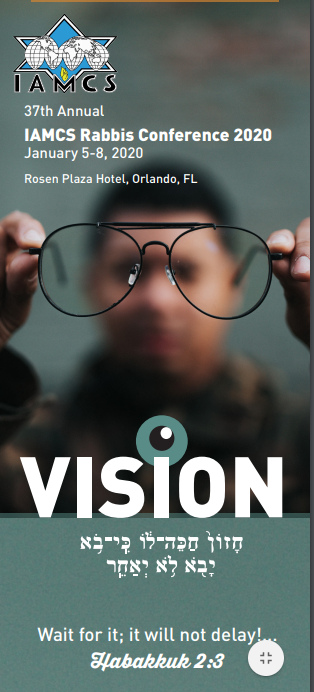 IAMCS
37th Annual
IAMCS Rabbis Conference 2020
January 5-8, 2020
Rosen Plaza Hotel, Orlando, FL
VISION
חָזוֹן֙ חַכֵּה־ל֔וֹ כִּֽי־בֹ֥א
יָבֹ֖א לֹ֥א יְאַחֵֽר
Wait for it; it will not delay!...
Habakkuk 2:3